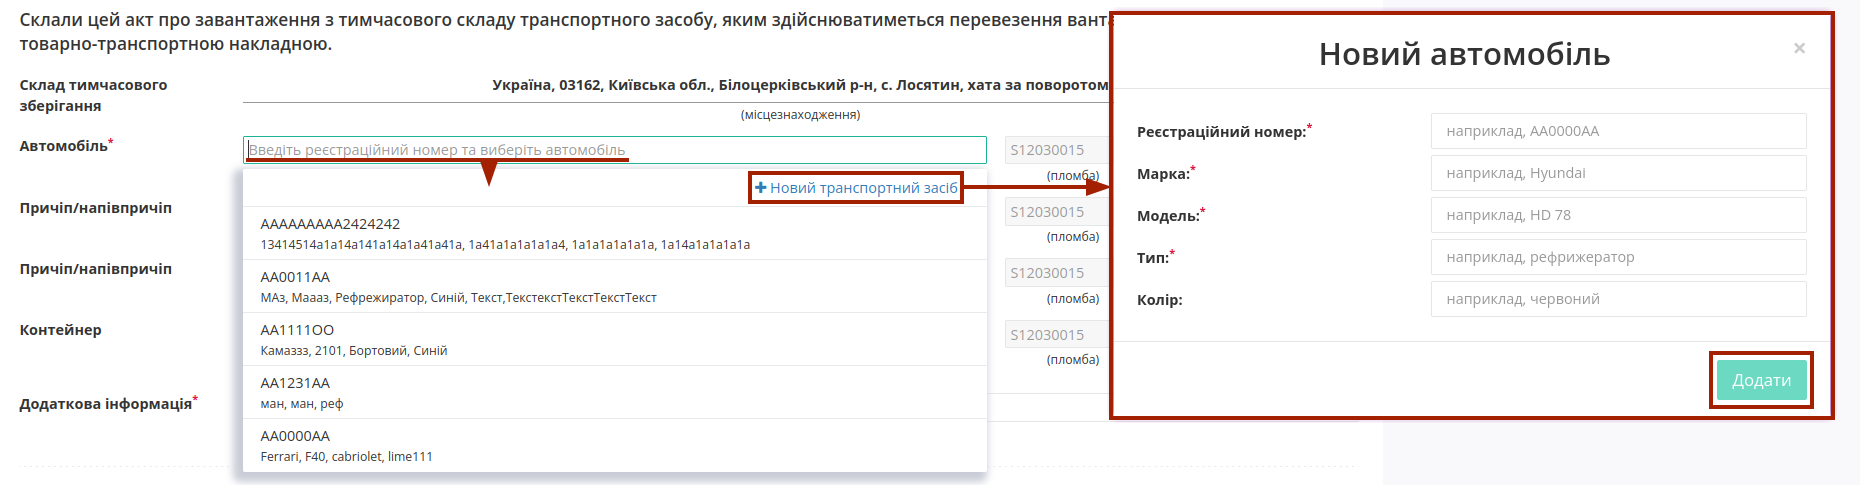 Склали цей акт про завантаження з тимчасового складу транспортного засобу, яким здійснюватиметься перевезення
товарно-транспортною накладною.
Склад тимчасового зберігання
Україна, 03162, Київська обл., Білоцерківський р-н, с. Лосятин, хата за поворотом
(місцезнаходження)
Автомобіль*
Введіть реєстраційний номер та виберіть автомобіль
S12030015
(пломба)
Новий транспортний засіб
AAAAAAAAA2424242
13414514a1a14a141a14a1a41a41a, 1a41a1a1a1a1a4, 1a1a1a1a1a1a, 1a14a1a1a1a1a
AA0011AA
МАз, Маааз, Рефрежиратор, Синій, Текст,ТекстекстТекстТекстТекст
AA1111OO
Камаззз, 2101, Бортовий, Синій
AA1231AA
ман, ман, реф
AA0000AA
Ferrari, F40, cabriolet, lime111
Причіп/напівпричіп
S12030015
(пломба)
Причіп/напівпричіп
S12030015
(пломба)
Контейнер
S12030015
(пломба)
Додаткова інформація*
Новий автомобіль
×
Реєстраційний номер:*
наприклад, AA0000AA
Марка:*
наприклад, Hyundai
Модель:*
наприклад, HD 78
Тип:*
наприклад, рефрижератор
Колір:
наприклад, червоний
Додати